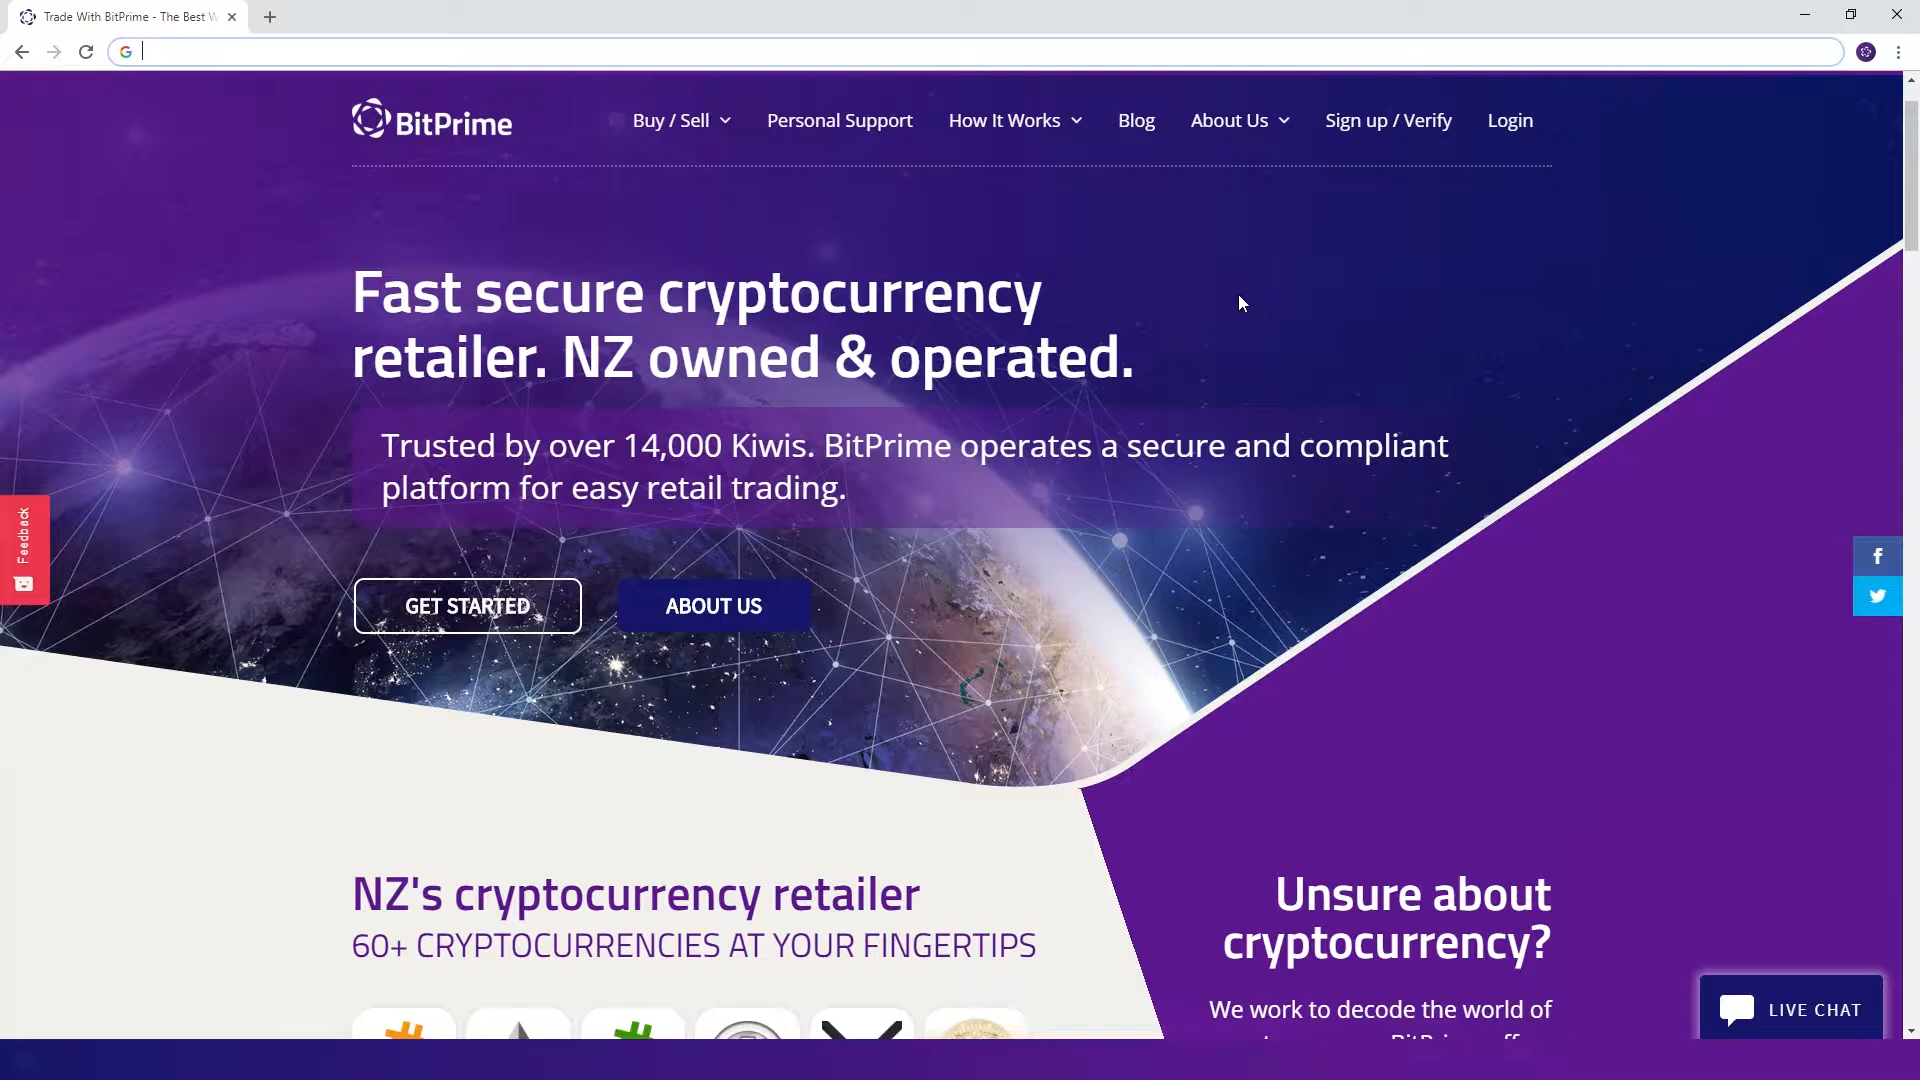 Trade With BitPrime - The Best W
BitPrime
Buy / Sell
Personal Support
How It Works
Blog
About Us
Sign up / Verify
Login
Fast secure cryptocurrency
retailer. NZ owned & operated.
Trusted by over 14,000 Kiwis. BitPrime operates a secure and compliant
platform for easy retail trading.
Feedback
GET STARTED
ABOUT US
NZ's cryptocurrency retailer
60+ CRYPTOCURRENCIES AT YOUR FINGERTIPS
Unsure about
cryptocurrency?
We work to decode the world of
LIVE CHAT